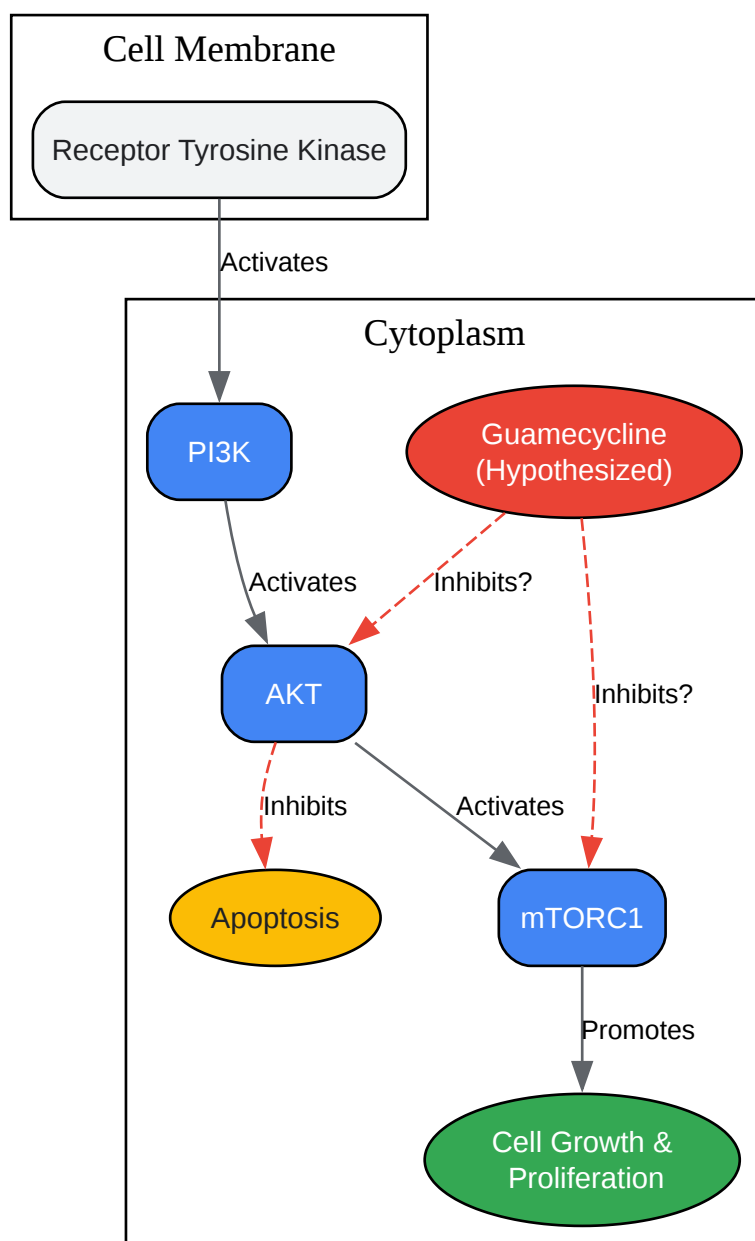 Cell Membrane
Receptor Tyrosine Kinase
Activates
Cytoplasm
PI3K
Guamecycline
(Hypothesized)
Activates
Inhibits?
AKT
Inhibits?
Inhibits
Activates
Apoptosis
mTORC1
Promotes
Cell Growth &
Proliferation